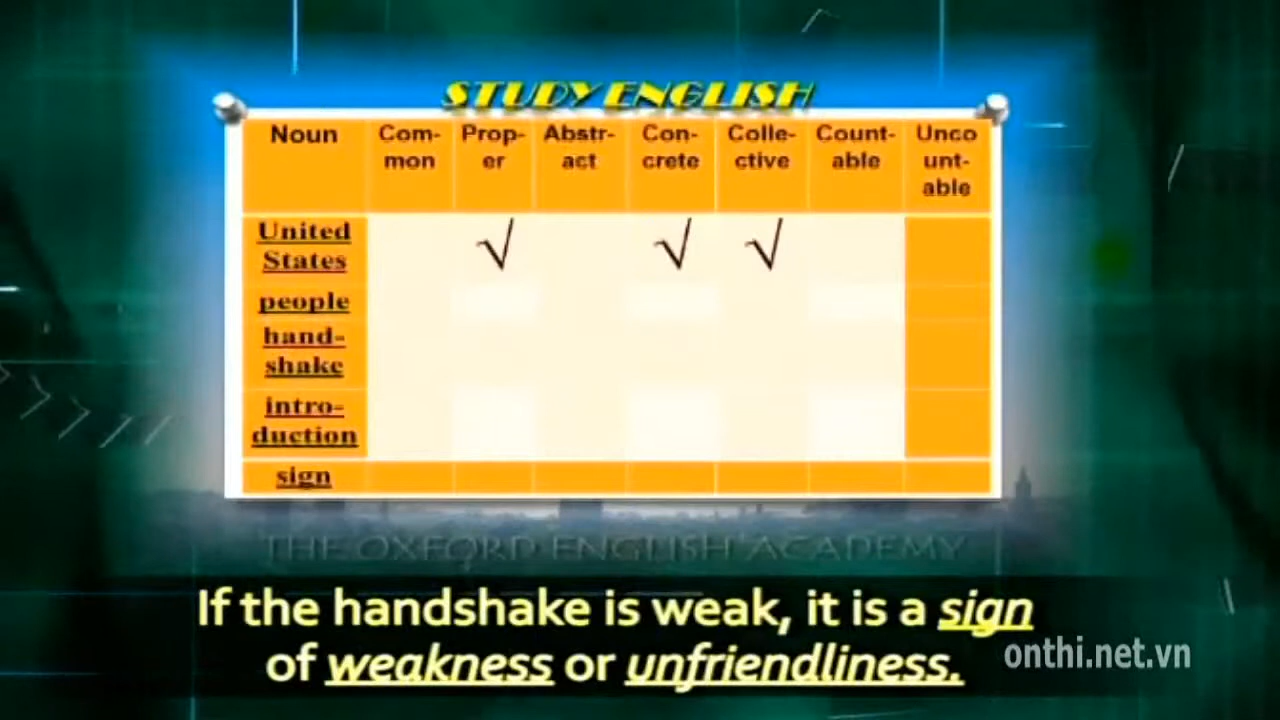 STUDY ENGLISH
Noun Com-mon Prop-er Abstr-act Con-crete Colle-ctive Count-able Unco unt-able
United States √ √ √
people
hand-shake
intro-duction
sign
THE OXFORD ENGLISH ACADEMY
If the handshake is weak, it is a sign
of weakness or unfriendliness.
onthi.net.vn